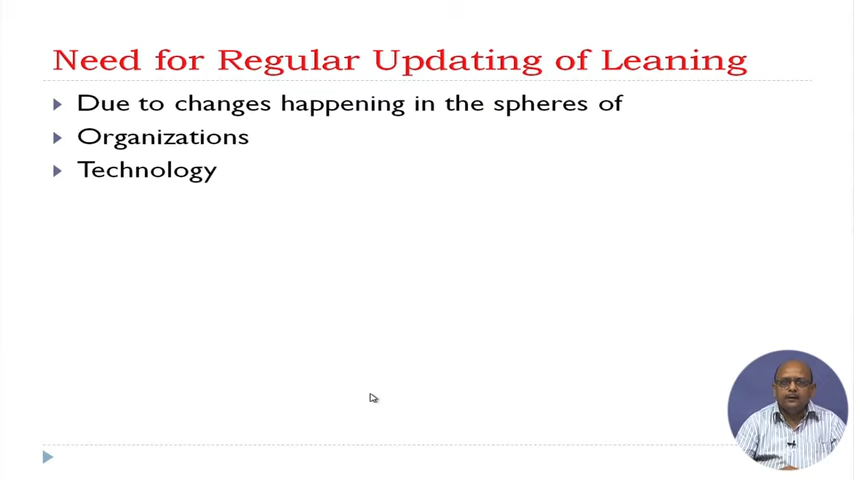 Need for Regular Updating of Leaning
Due to changes happening in the spheres of
Organizations
Technology